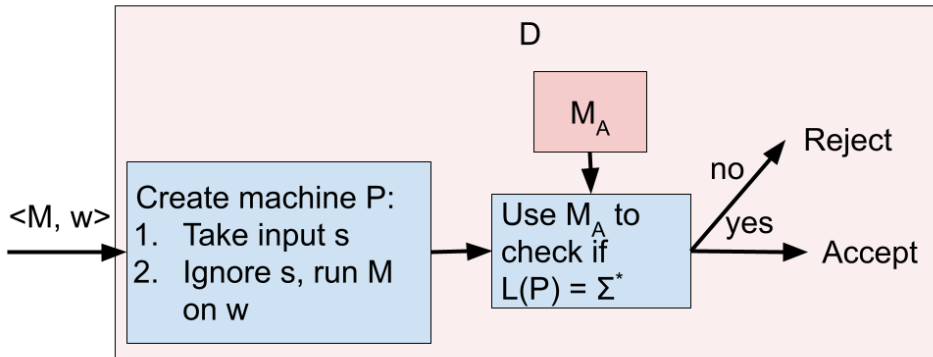 D
M_A
<M, w>
Create machine P:
1. Take input s
2. Ignore s, run M
on w
Use M_A to
check if
L(P) = Σ*
no
yes
Reject
Accept